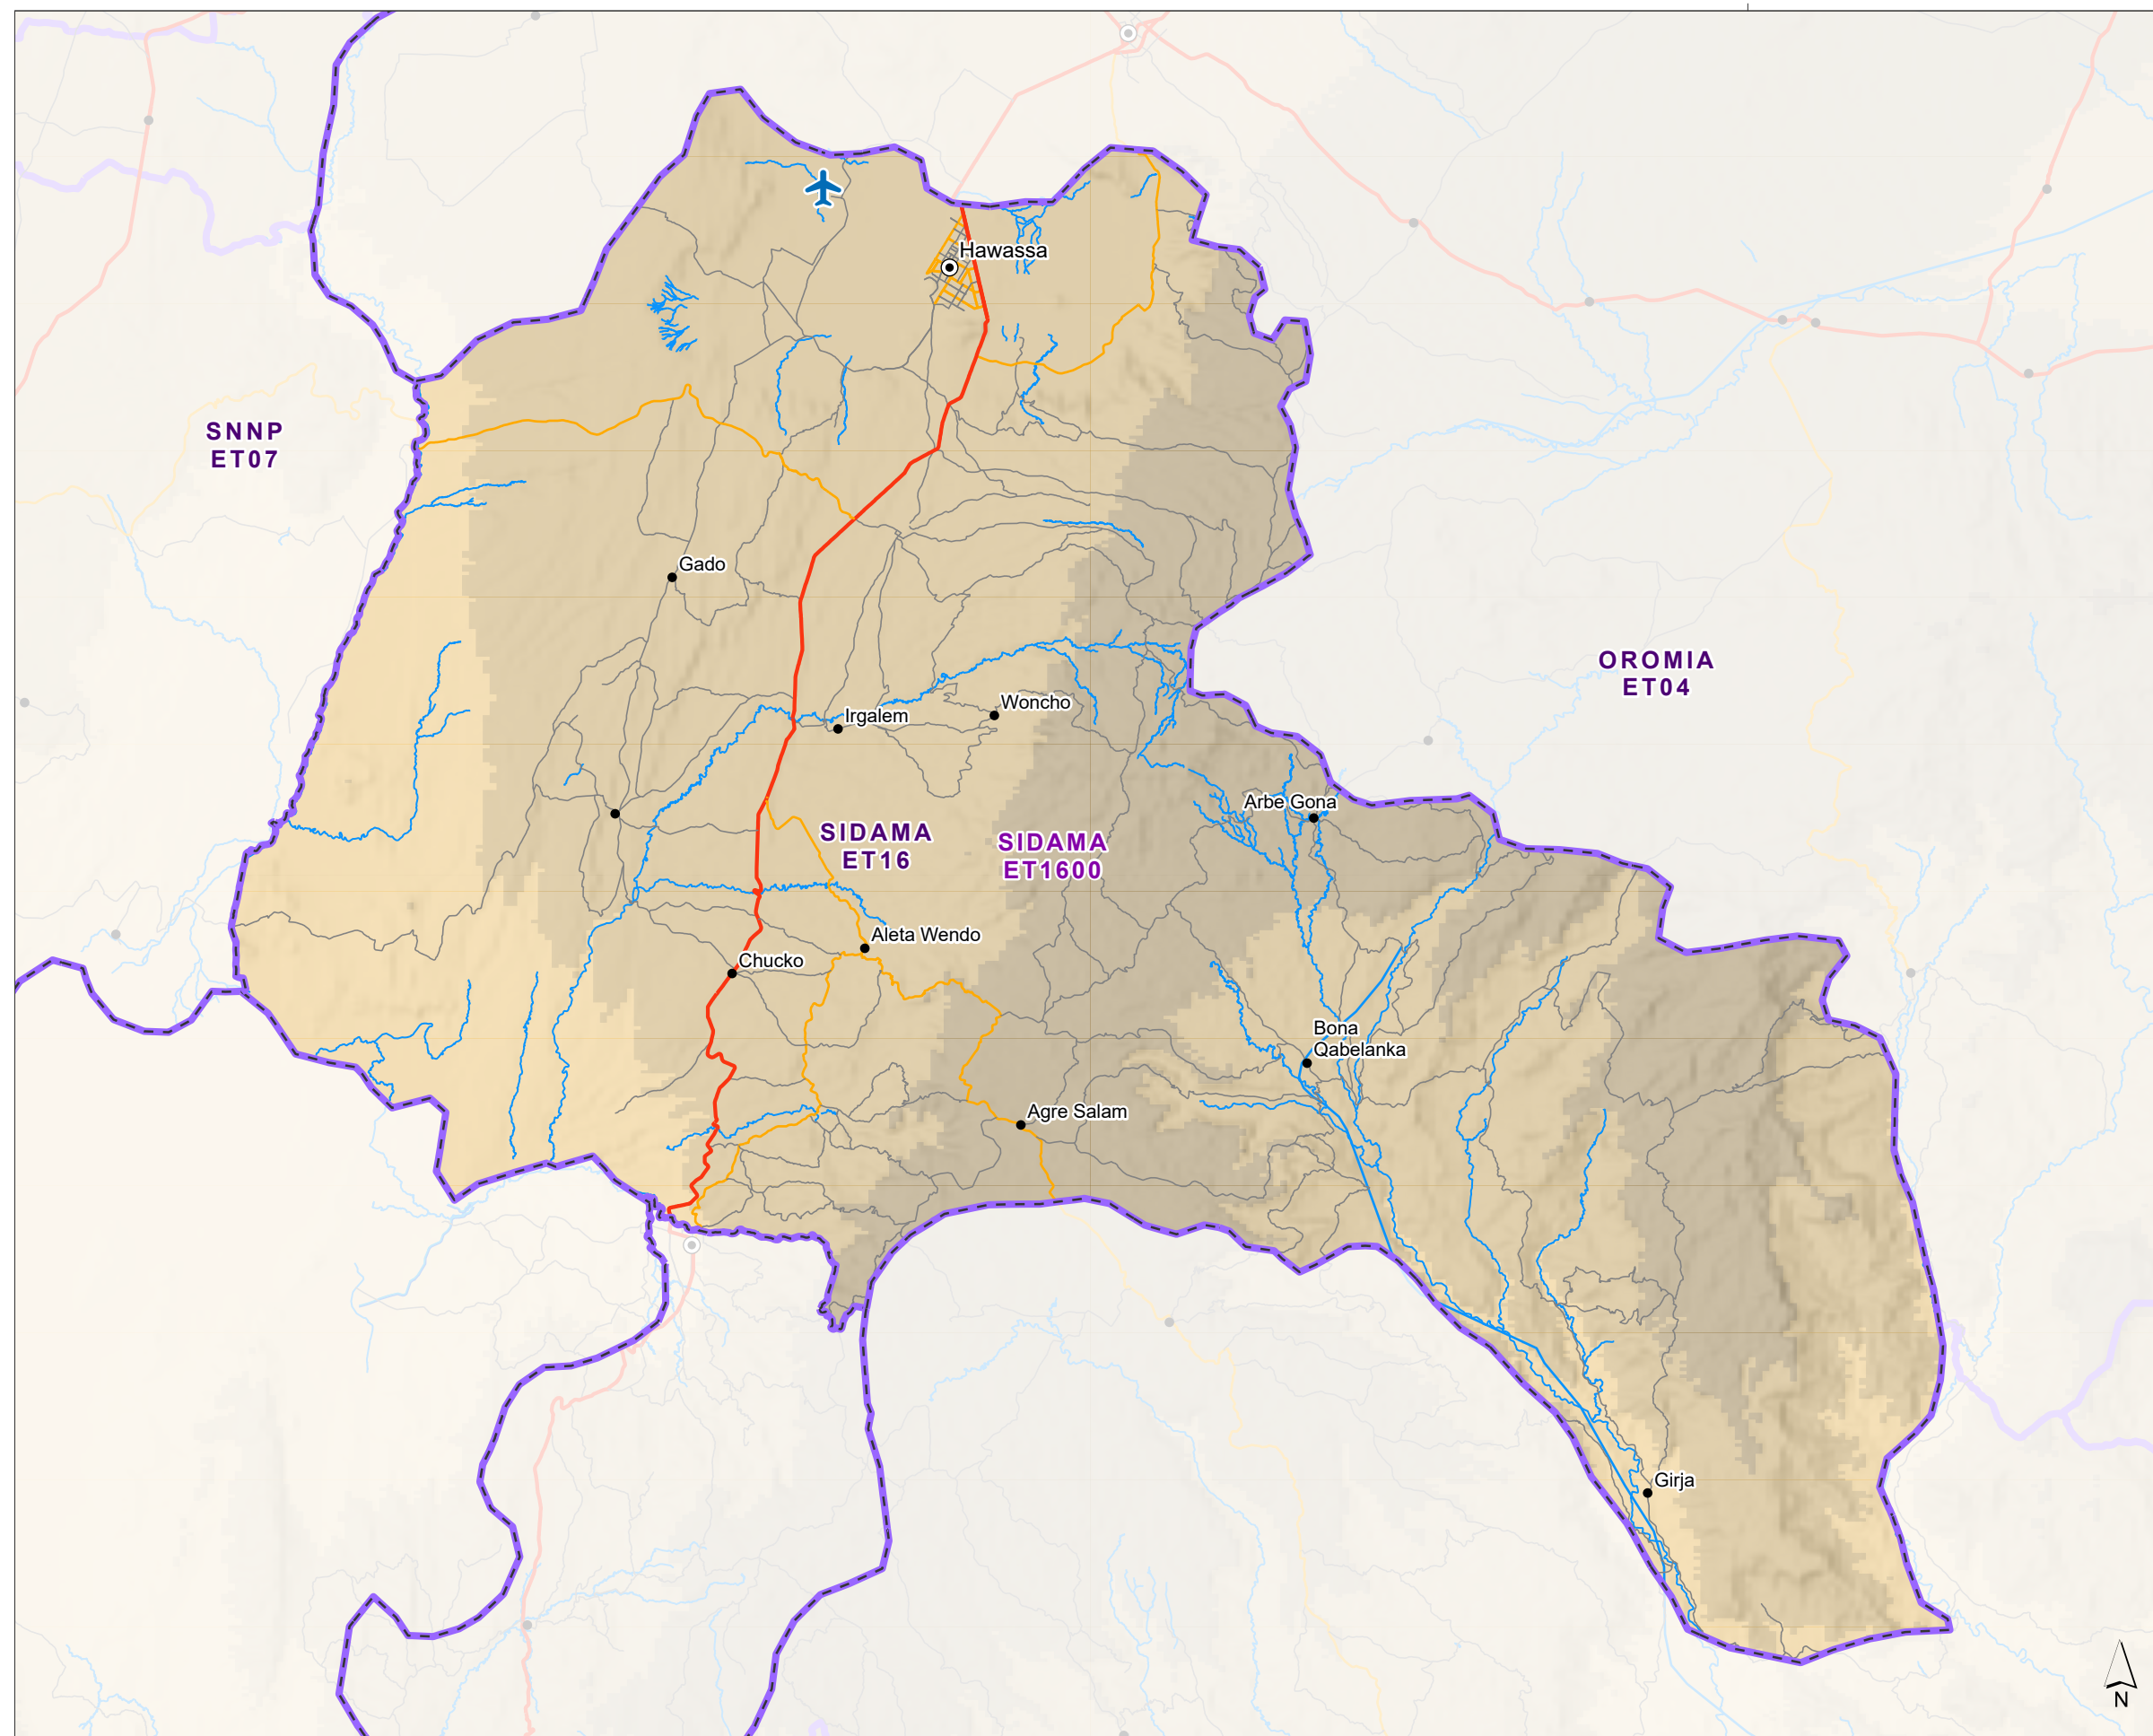 Hawassa
SNNP
ET07
Gado
OROMIA
ET04
Woncho
Irgalem
Arbe Gona
SIDAMA
ET16
SIDAMA
ET1600
Aleta Wendo
Chucko
Bona
Qabelanka
Agre Salam
Girja
N